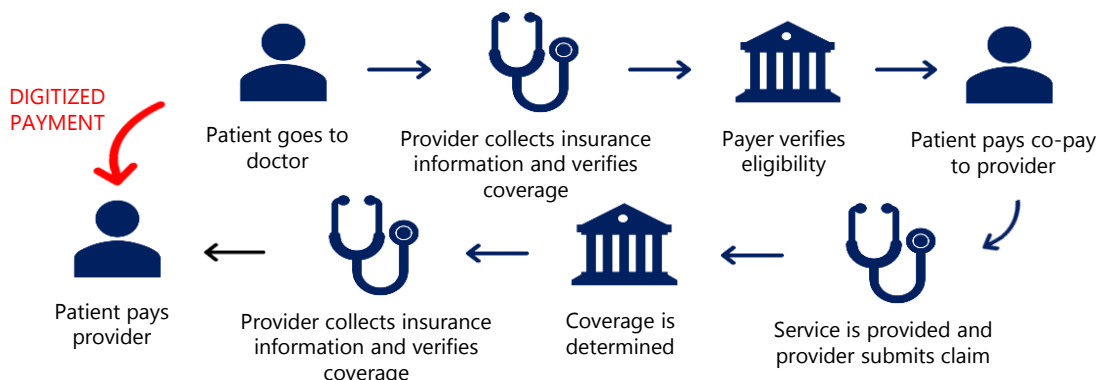 DIGITIZED
PAYMENT
Patient goes to
doctor
Provider collects insurance
information and verifies
coverage
Payer verifies
eligibility
Patient pays co-pay
to provider
Patient pays
provider
Provider collects insurance
information and verifies
coverage
Coverage is
determined
Service is provided and
provider submits claim